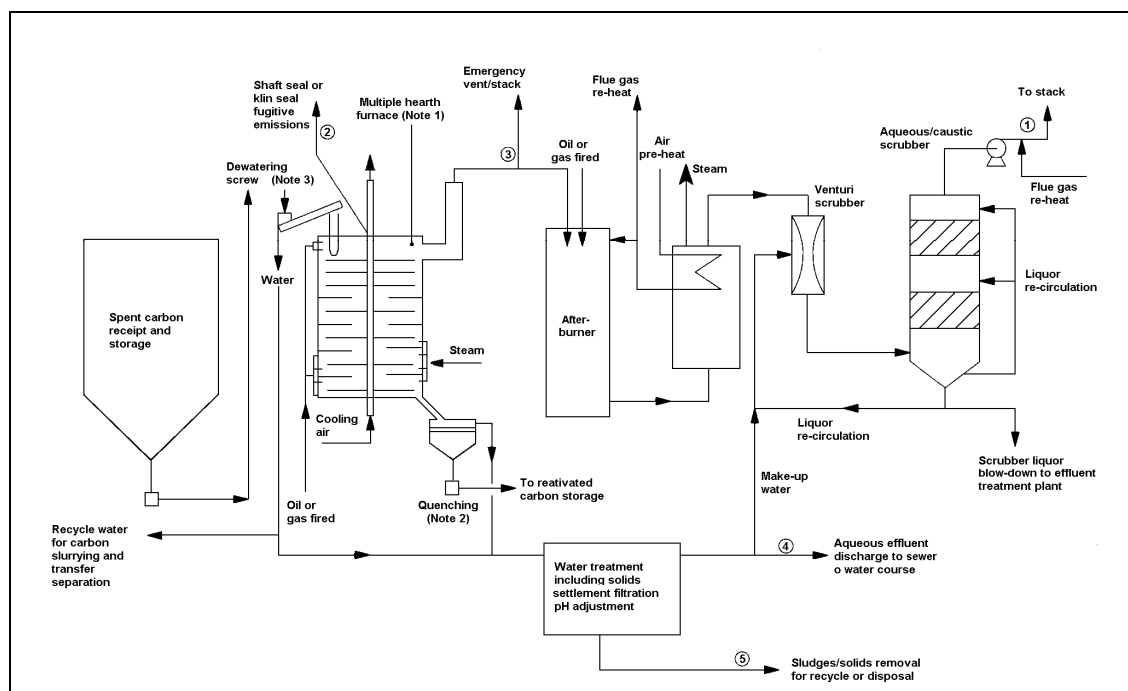 Emergency
vent/stack
Flue gas
re-heat
Shaft seal or
klin seal
fugitive
emissions
Multiple hearth
furnace (Note 1)
To stack
1
Aqueous/caustic
scrubber
2
3
Oil or
gas fired
Air
pre-heat
Steam
Dewatering (Note 3)
screw
Venturi
scrubber
Flue gas
re-heat
Water
Liquor
re-circulation
Spent carbon
receipt and
storage
After-
burner
Steam
Cooling
air
Liquor
re-circulation
Scrubber liquor
blow-down to effluent
treatment plant
Make-up
water
To reativated
carbon storage
Oil or
gas fired
Quenching
(Note 2)
Recycle water
for carbon
slurrying and
transfer
separation
4
Aqueous effluent
discharge to sewer
o water course
Water treatment
including solids
settlement filtration
pH adjustment
5
Sludges/solids removal
for recycle or disposal